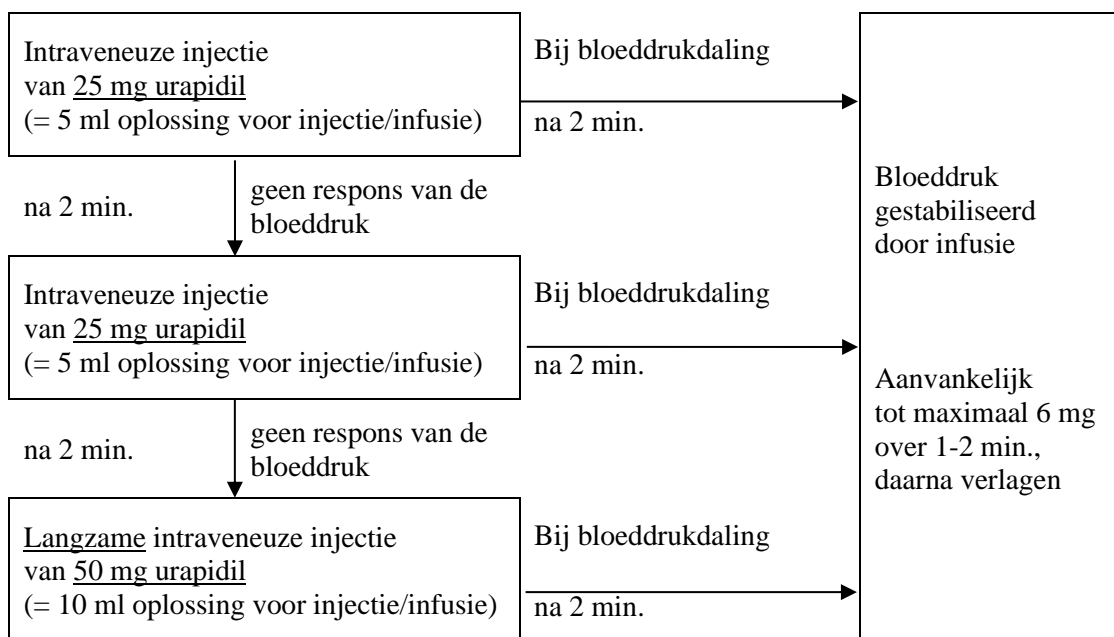 Intraveneuze injectie
van 25 mg urapidil
(= 5 ml oplossing voor injectie/infusie)
Bij bloeddrukdaling
na 2 min.
na 2 min.
geen respons van de
bloeddruk
Intraveneuze injectie
van 25 mg urapidil
(= 5 ml oplossing voor injectie/infusie)
Bij bloeddrukdaling
na 2 min.
na 2 min.
geen respons van de
bloeddruk
Langzame intraveneuze injectie
van 50 mg urapidil
(= 10 ml oplossing voor injectie/infusie)
Bij bloeddrukdaling
na 2 min.
Bloeddruk
gestabiliseerd
door infusie
Aanvankelijk
tot maximaal 6 mg
over 1-2 min.,
daarna verlagen